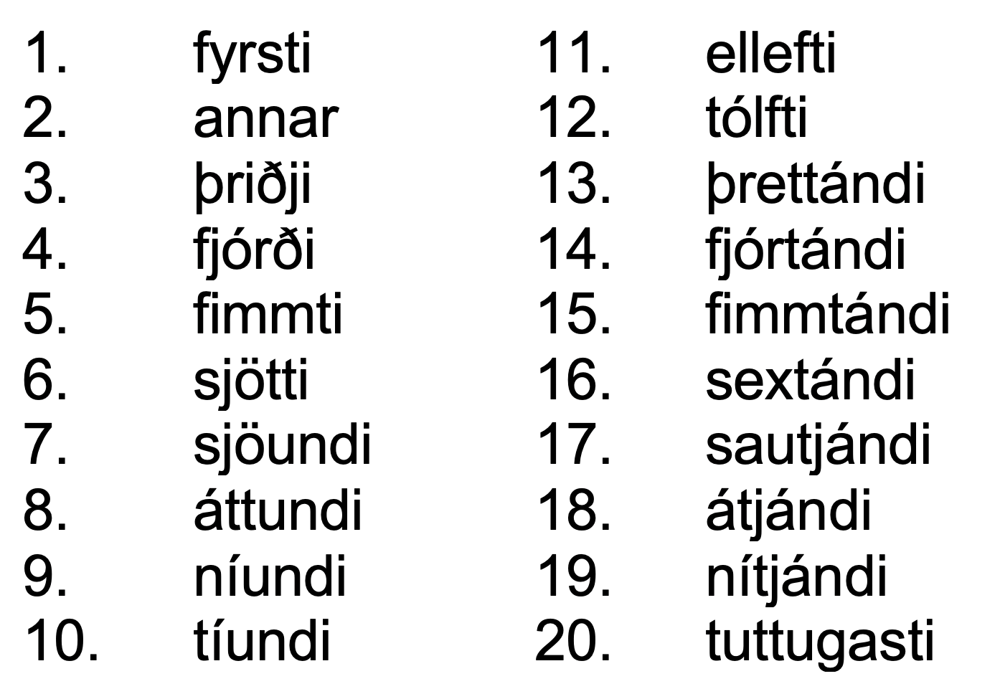 1. fyrsti 11. ellefti
2. annar 12. tólfti
3. þriðji 13. þrettándi
4. fjórði 14. fjórtándi
5. fimmti 15. fimmtándi
6. sjötti 16. sextándi
7. sjöundi 17. sautjándi
8. áttundi 18. átjándi
9. níundi 19. nítjándi
10. tíundi 20. tuttugasti